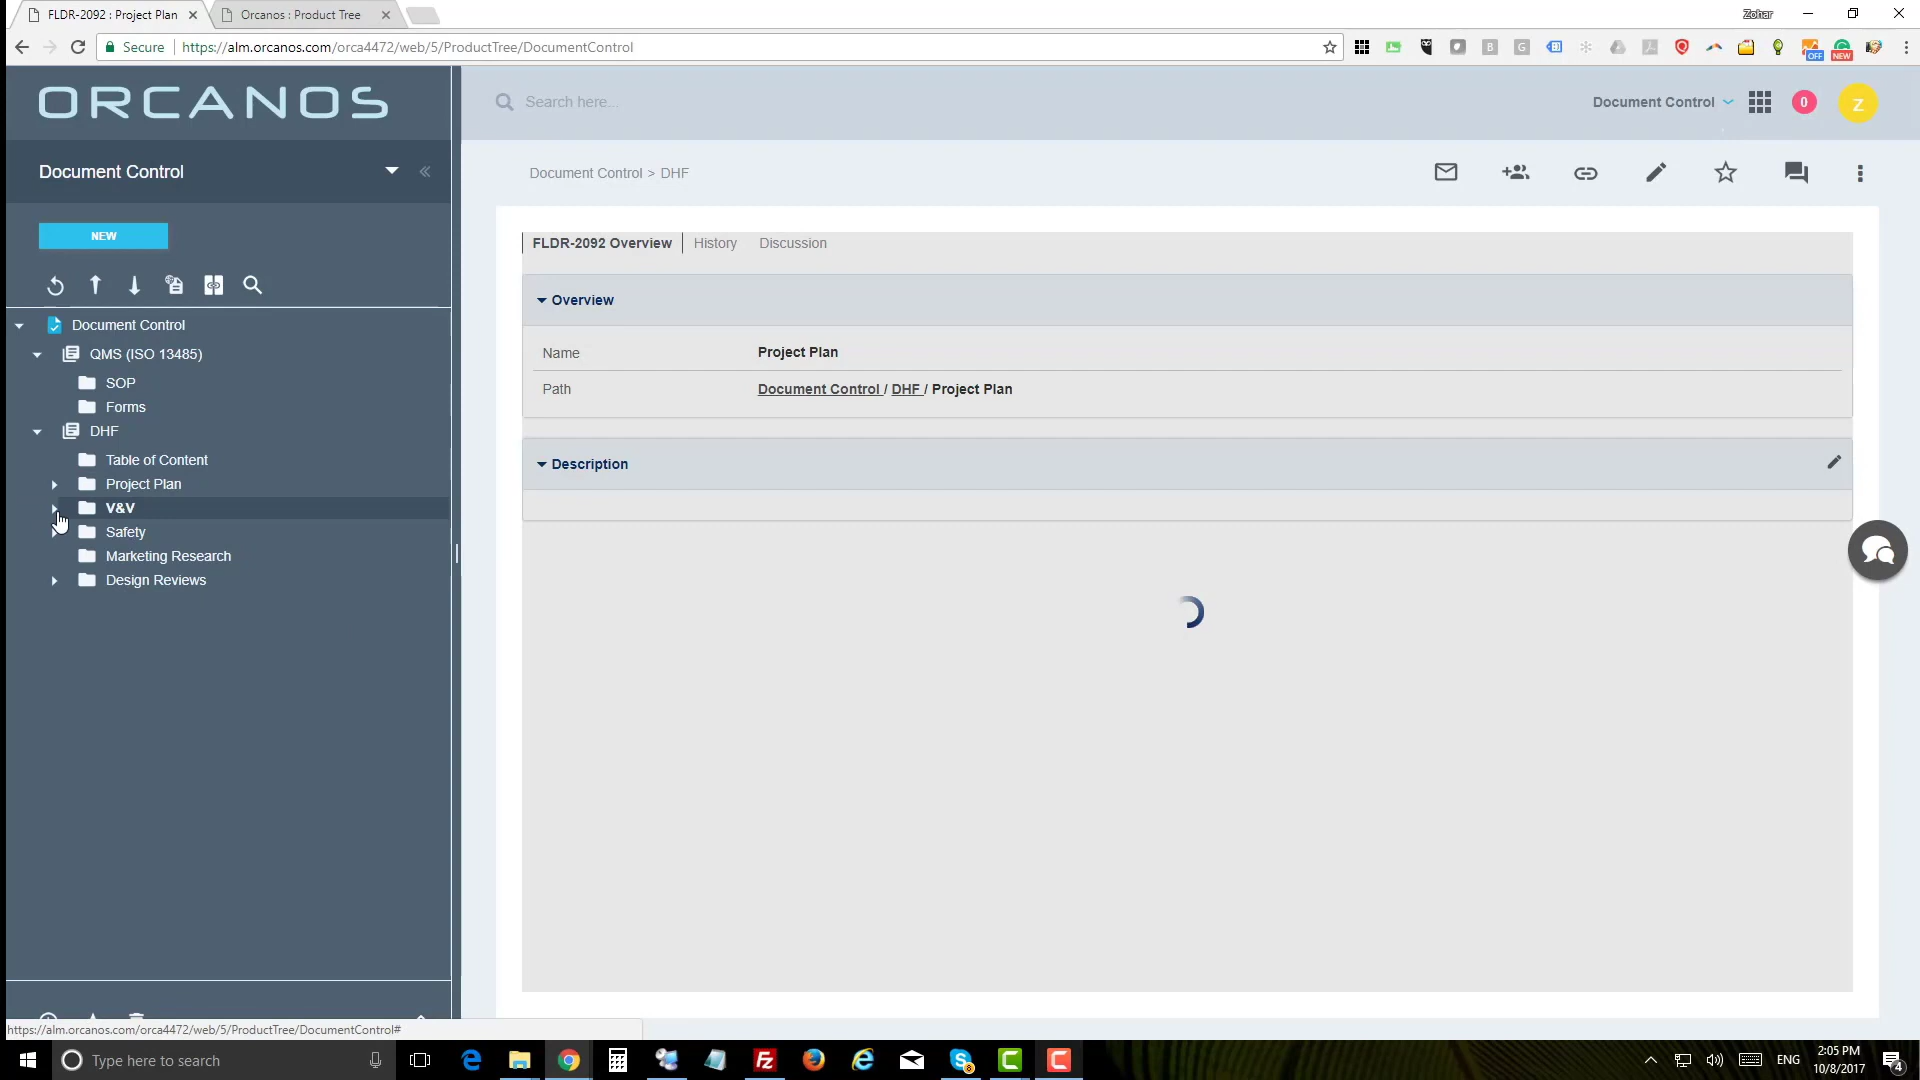 FLDR-2092 : Project Plan
Orcanos : Product Tree
Zohar
Secure
https://alm.orcanos.com/orca4472/web/5/ProductTree/DocumentControl
B
G
OFF
NEW
ORCANOS
Search here...
Document Control
0
Z
Document Control
Document Control > DHF
NEW
FLDR-2092 Overview
History
Discussion
Overview
Name
Project Plan
Path
Document Control / DHF / Project Plan
Description
Document Control
QMS (ISO 13485)
SOP
Forms
DHF
Table of Content
Project Plan
V&V
Safety
Marketing Research
Design Reviews
https://alm.orcanos.com/orca4472/web/5/ProductTree/DocumentControl#
Type here to search
8
ENG
2:05 PM
10/8/2017
4